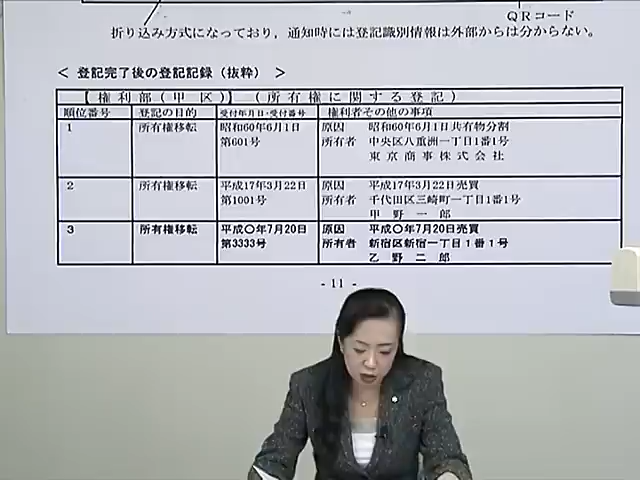 QRコード
折り込み方式になっており，通知時には登記識別情報は外部からは分からない。
＜ 登記完了後の登記記録（抜粋） ＞
【 権 利 部 （ 甲 区 ）】 （ 所 有 権 に 関 す る 登 記 ）
順位番号 登記の目的 受付年月日・受付番号 権利者その他の事項
1 所有権移転 昭和60年6月1日 原因 昭和60年6月1日共有物分割
第601号 所有者 中央区八重洲一丁目1番1号
東 京 商 事 株 式 会 社
2 所有権移転 平成17年3月22日 原因 平成17年3月22日売買
第1001号 所有者 千代田区三崎町一丁目1番1号
甲 野 一 郎
3 所有権移転 平成〇年7月20日 原因 平成〇年7月20日売買
第3333号 所有者 新宿区新宿一丁目１番１号
乙 野 二 郎
- 11 -